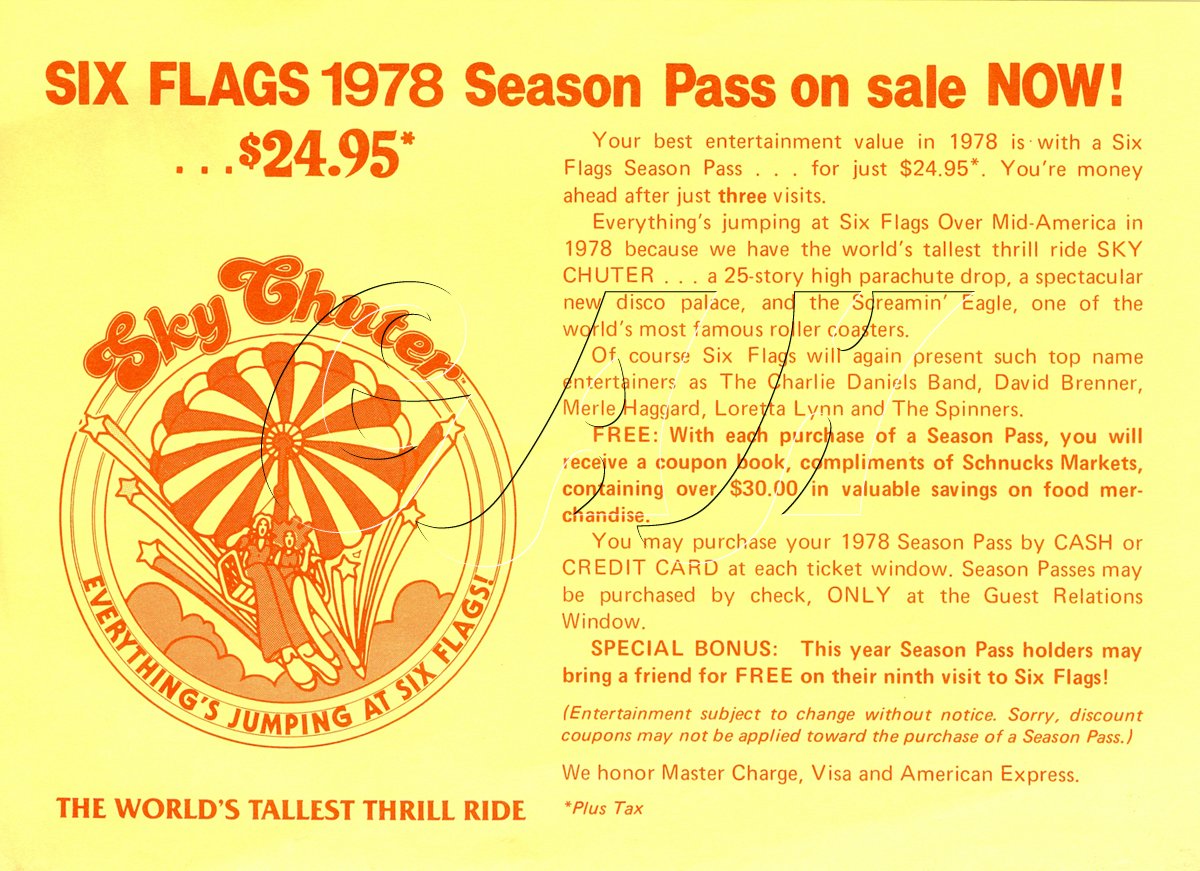 SIX FLAGS 1978 Season Pass on sale NOW!
. . .$24.95*
Your best entertainment value in 1978 is with a Six
Flags Season Pass . . . for just $24.95*. You're money
ahead after just three visits.
Everything's jumping at Six Flags Over Mid-America in
1978 because we have the world's tallest thrill ride SKY
CHUTER . . . a 25-story high parachute drop, a spectacular
new disco palace, and the Screamin' Eagle, one of the
world's most famous roller coasters.
Of course Six Flags will again present such top name
entertainers as The Charlie Daniels Band, David Brenner,
Merle Haggard, Loretta Lynn and The Spinners.
FREE: With each purchase of a Season Pass, you will
receive a coupon book, compliments of Schnucks Markets,
containing over $30.00 in valuable savings on food mer-
chandise.
You may purchase your 1978 Season Pass by CASH or
CREDIT CARD at each ticket window. Season Passes may
be purchased by check, ONLY at the Guest Relations
Window.
SPECIAL BONUS: This year Season Pass holders may
bring a friend for FREE on their ninth visit to Six Flags!
(Entertainment subject to change without notice. Sorry, discount
coupons may not be applied toward the purchase of a Season Pass.)
We honor Master Charge, Visa and American Express.
*Plus Tax
Sky Chuter™
EVERYTHING'S JUMPING AT SIX FLAGS!
THE WORLD'S TALLEST THRILL RIDE